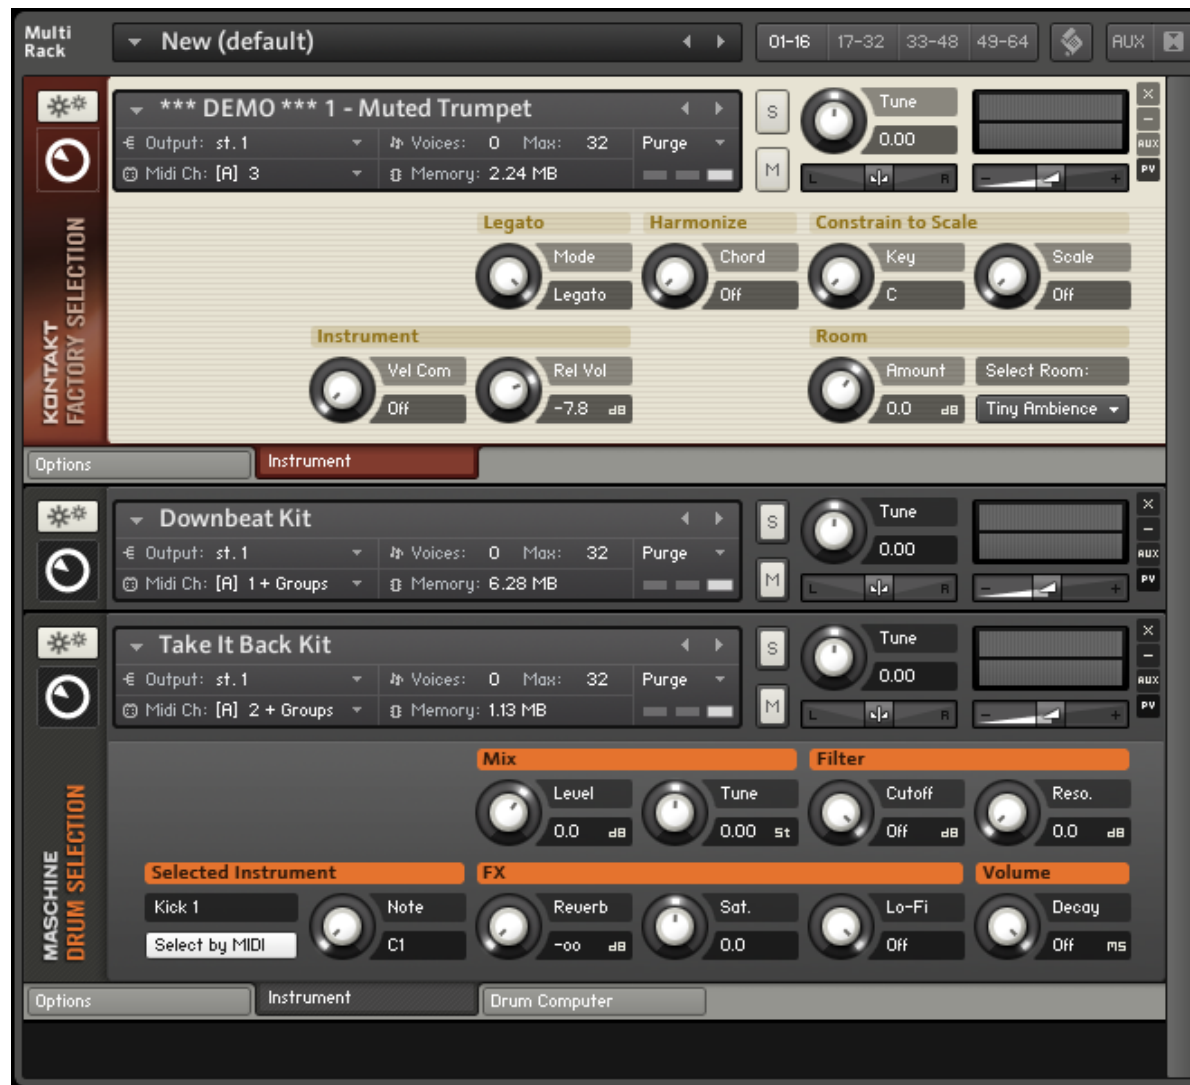 Multi Rack
New (default)
01-16 17-32 33-48 49-64 AUX
*** DEMO *** 1 - Muted Trumpet
S
Tune
Output: st.1 Voices: 0 Max: 32 Purge
0.00
AUX
Midi Ch: [A] 3 Memory: 2.24 MB
M
L R - +
PV
KONTAKT
FACTORY SELECTION
Legato Harmonize Constrain to Scale
Mode Chord Key Scale
Legato Off C Off
Instrument Room
Vel Com Rel Vol Amount Select Room:
Off -7.8 dB 0.0 dB Tiny Ambience
Options Instrument
Downbeat Kit
S
Tune
Output: st.1 Voices: 0 Max: 32 Purge
0.00
AUX
Midi Ch: [A] 1 + Groups Memory: 6.28 MB
M
L R - +
PV
Take It Back Kit
S
Tune
Output: st.1 Voices: 0 Max: 32 Purge
0.00
AUX
Midi Ch: [A] 2 + Groups Memory: 1.13 MB
M
L R - +
PV
MASCHINE
DRUM SELECTION
Mix Filter
Level Tune Cutoff Reso.
0.0 dB 0.00 St Off dB 0.0 dB
Selected Instrument FX Volume
Kick 1 Note Reverb Sat. Lo-Fi Decay
Select by MIDI C1 -oo dB 0.0 Off Off ms
Options Instrument Drum Computer